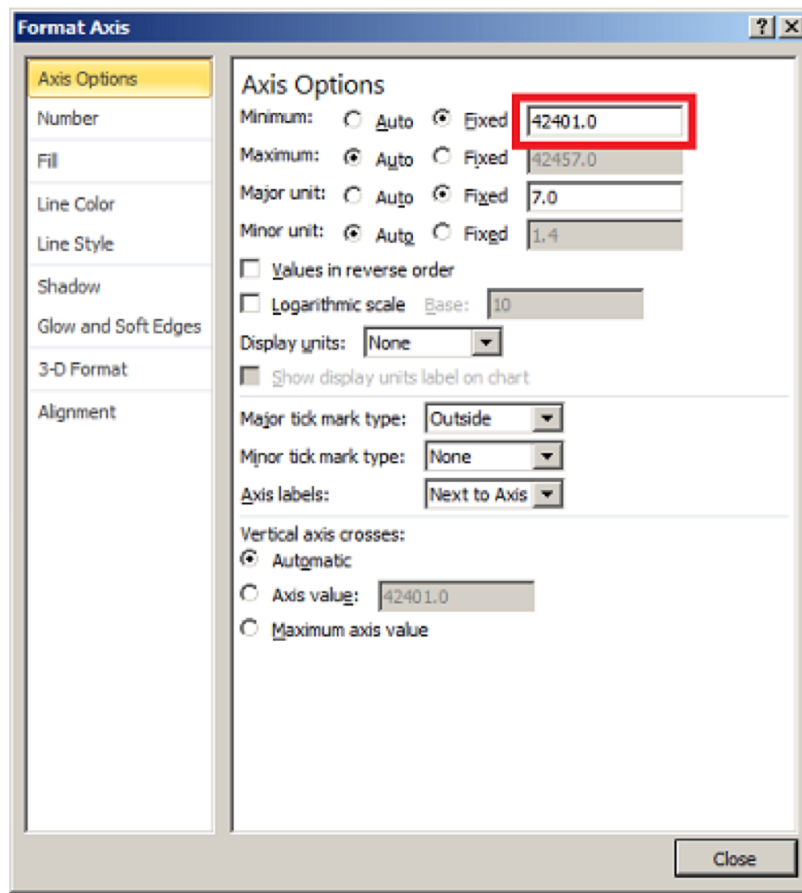 Format Axis
Axis Options
Number
Fill
Line Color
Line Style
Shadow
Glow and Soft Edges
3-D Format
Alignment
Axis Options
Minimum: Auto Fixed 42401.0
Maximum: Auto Fixed 42457.0
Major unit: Auto Fixed 7.0
Minor unit: Auto Fixed 1.4
Values in reverse order
Logarithmic scale Base: 10
Display units: None
Show display units label on chart
Major tick mark type: Outside
Minor tick mark type: None
Axis labels: Next to Axis
Vertical axis crosses:
Automatic
Axis value: 42401.0
Maximum axis value
Close